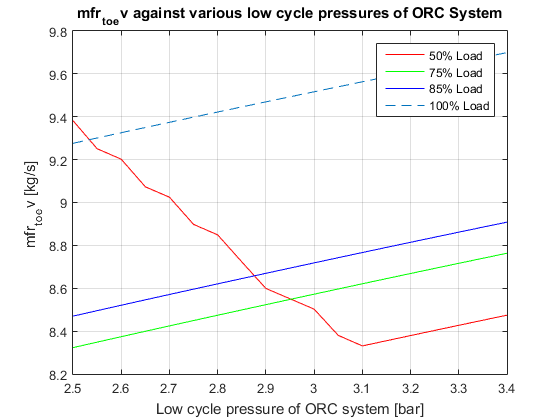 mfr_toe v against various low cycle pressures of ORC System
9.8
9.6
9.4
9.2
9
8.8
8.6
8.4
8.2
mfr_toe v [kg/s]
50% Load
75% Load
85% Load
100% Load
2.5 2.6 2.7 2.8 2.9 3 3.1 3.2 3.3 3.4
Low cycle pressure of ORC system [bar]